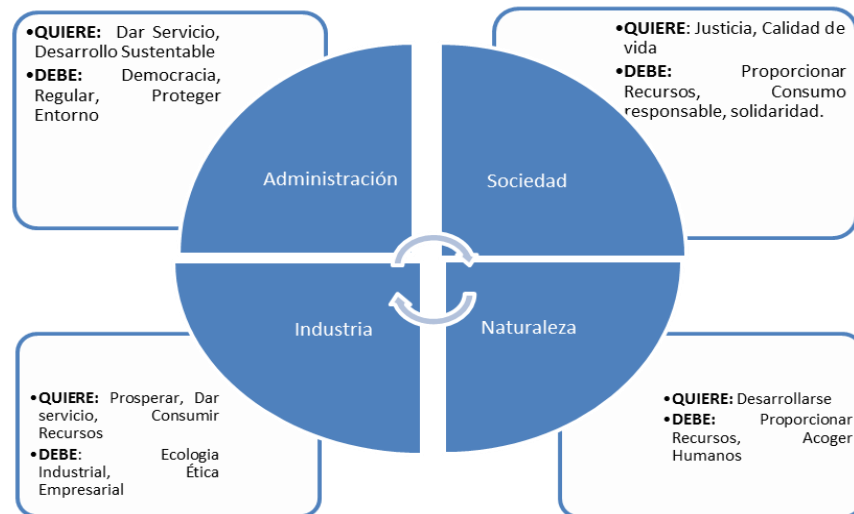 •QUIERE: Dar Servicio,
Desarrollo Sustentable
•DEBE: Democracia,
Regular, Proteger
Entorno
•QUIERE: Justicia, Calidad de
vida
•DEBE: Proporcionar
Recursos, Consumo
responsable, solidaridad.
Administración
Sociedad
Industria
Naturaleza
•QUIERE: Prosperar, Dar
servicio, Consumir
Recursos
•DEBE: Ecologia
Industrial, Ética
Empresarial
•QUIERE: Desarrollarse
•DEBE: Proporcionar
Recursos, Acoger
Humanos